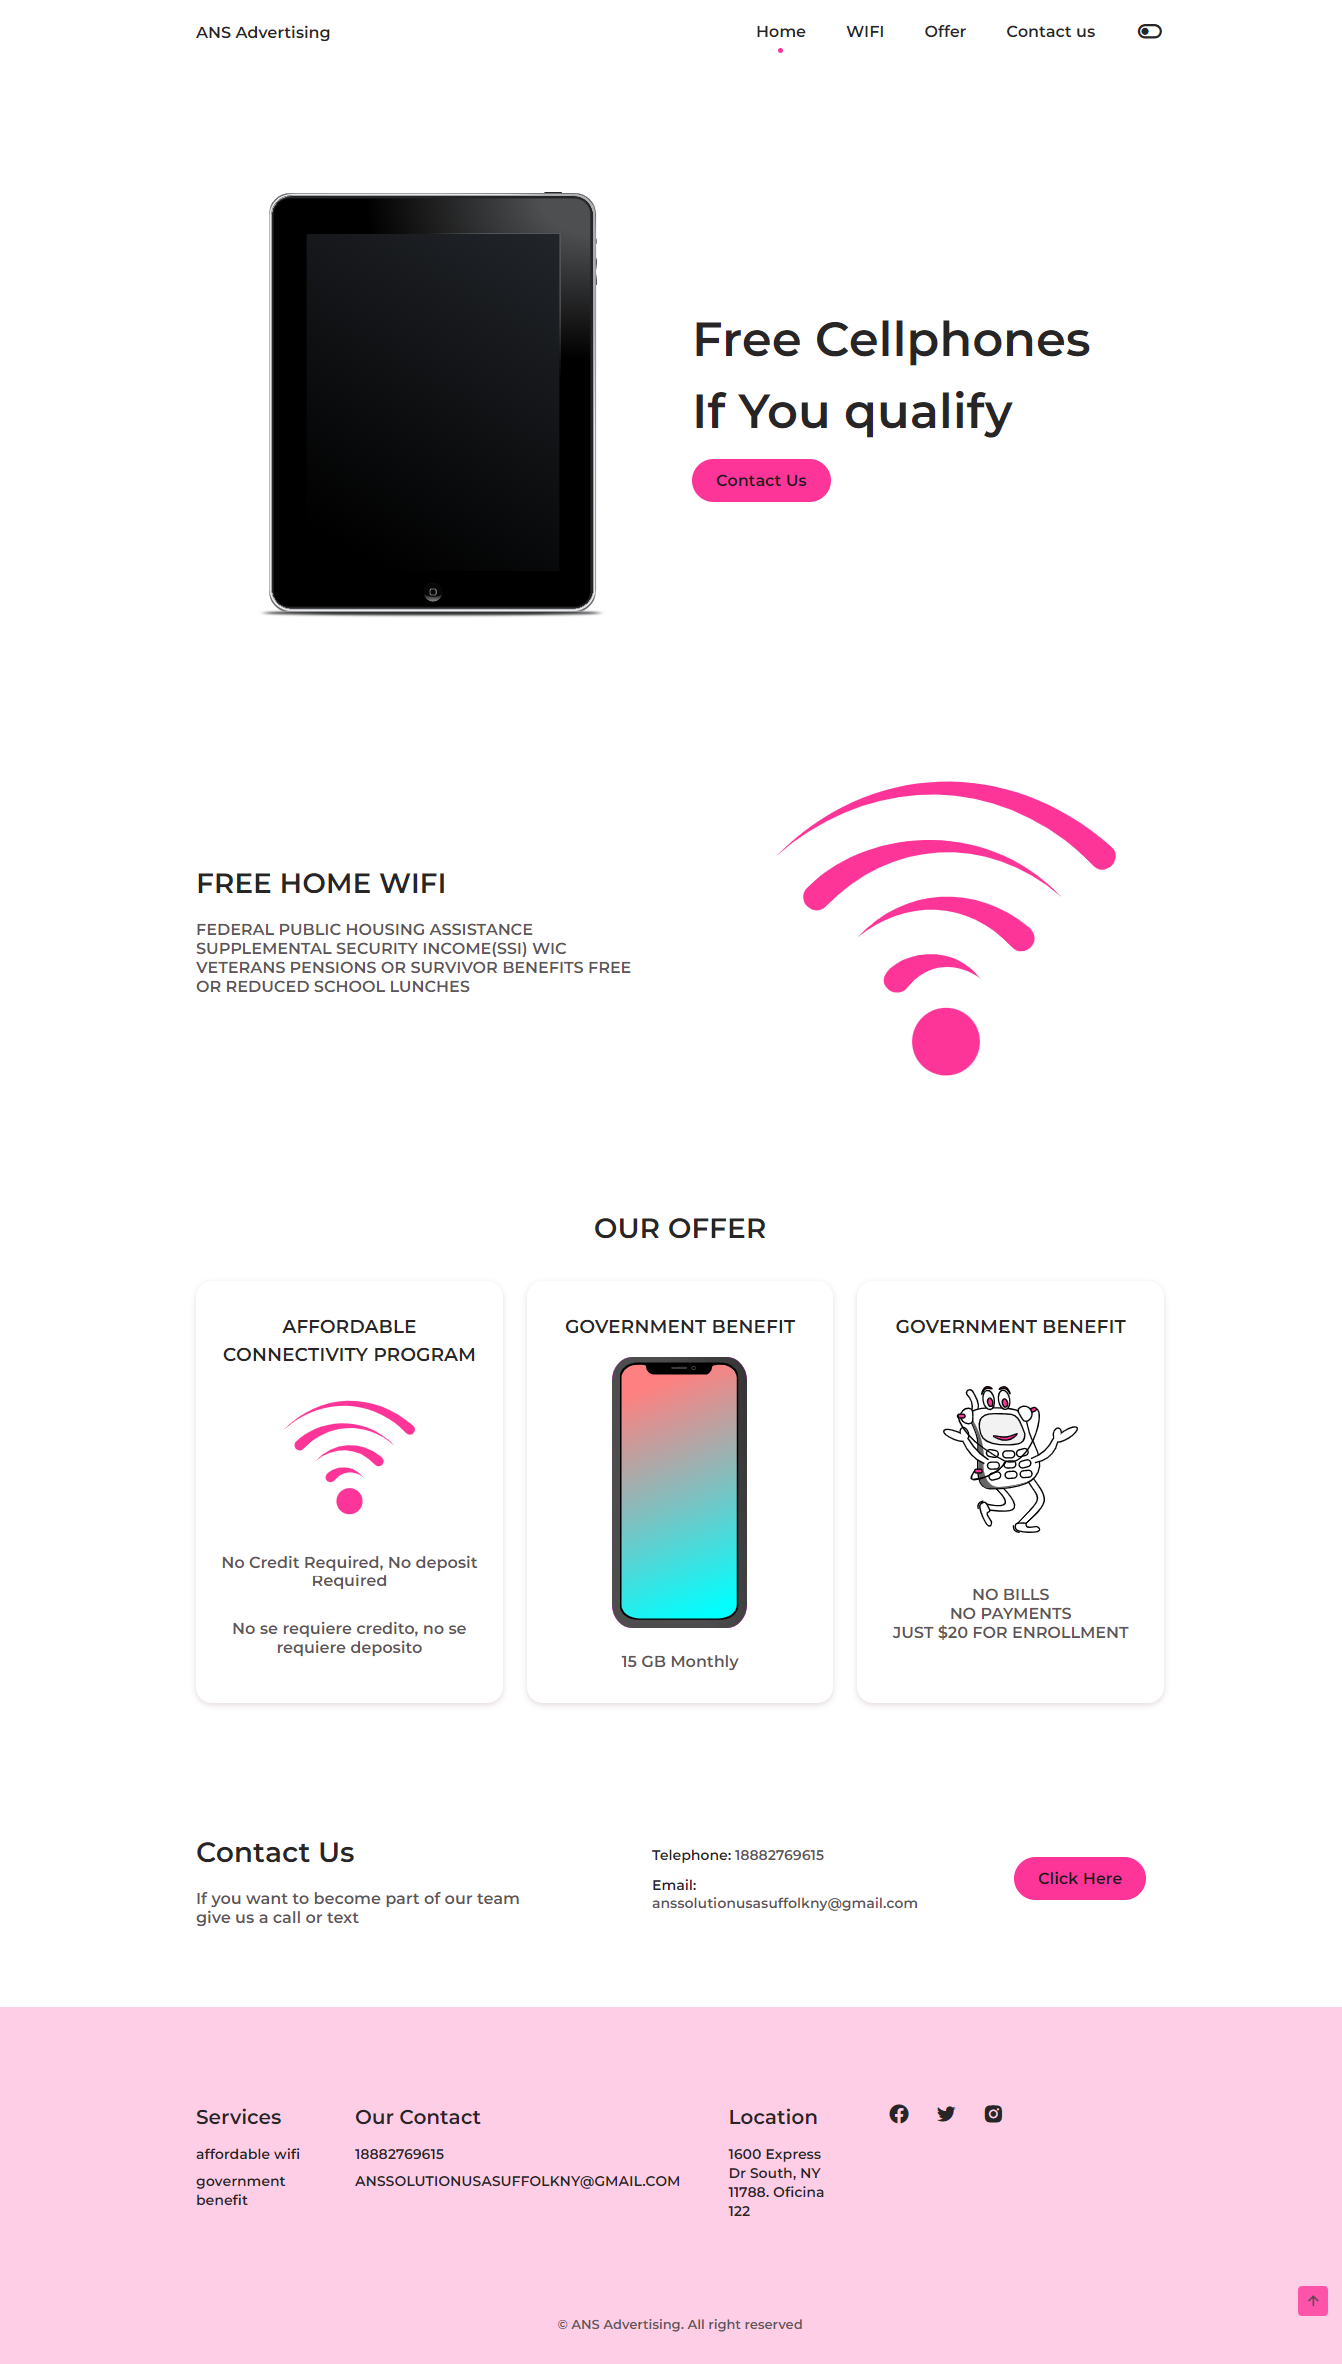 ANS Advertising
Home
WIFI
Offer
Contact us
Free Cellphones
If You qualify
Contact Us
FREE HOME WIFI
FEDERAL PUBLIC HOUSING ASSISTANCE
SUPPLEMENTAL SECURITY INCOME(SSI) WIC
VETERANS PENSIONS OR SURVIVOR BENEFITS FREE
OR REDUCED SCHOOL LUNCHES
OUR OFFER
AFFORDABLE
CONNECTIVITY PROGRAM
No Credit Required, No deposit
Required
No se requiere credito, no se
requiere deposito
GOVERNMENT BENEFIT
15 GB Monthly
GOVERNMENT BENEFIT
NO BILLS
NO PAYMENTS
JUST $20 FOR ENROLLMENT
Contact Us
If you want to become part of our team
give us a call or text
Telephone: 18882769615
Email:
anssolutionusasuffolkny@gmail.com
Click Here
Services
affordable wifi
government
benefit
Our Contact
18882769615
ANSSOLUTIONUSASUFFOLKNY@GMAIL.COM
Location
1600 Express
Dr South, NY
11788. Oficina
122
© ANS Advertising. All right reserved